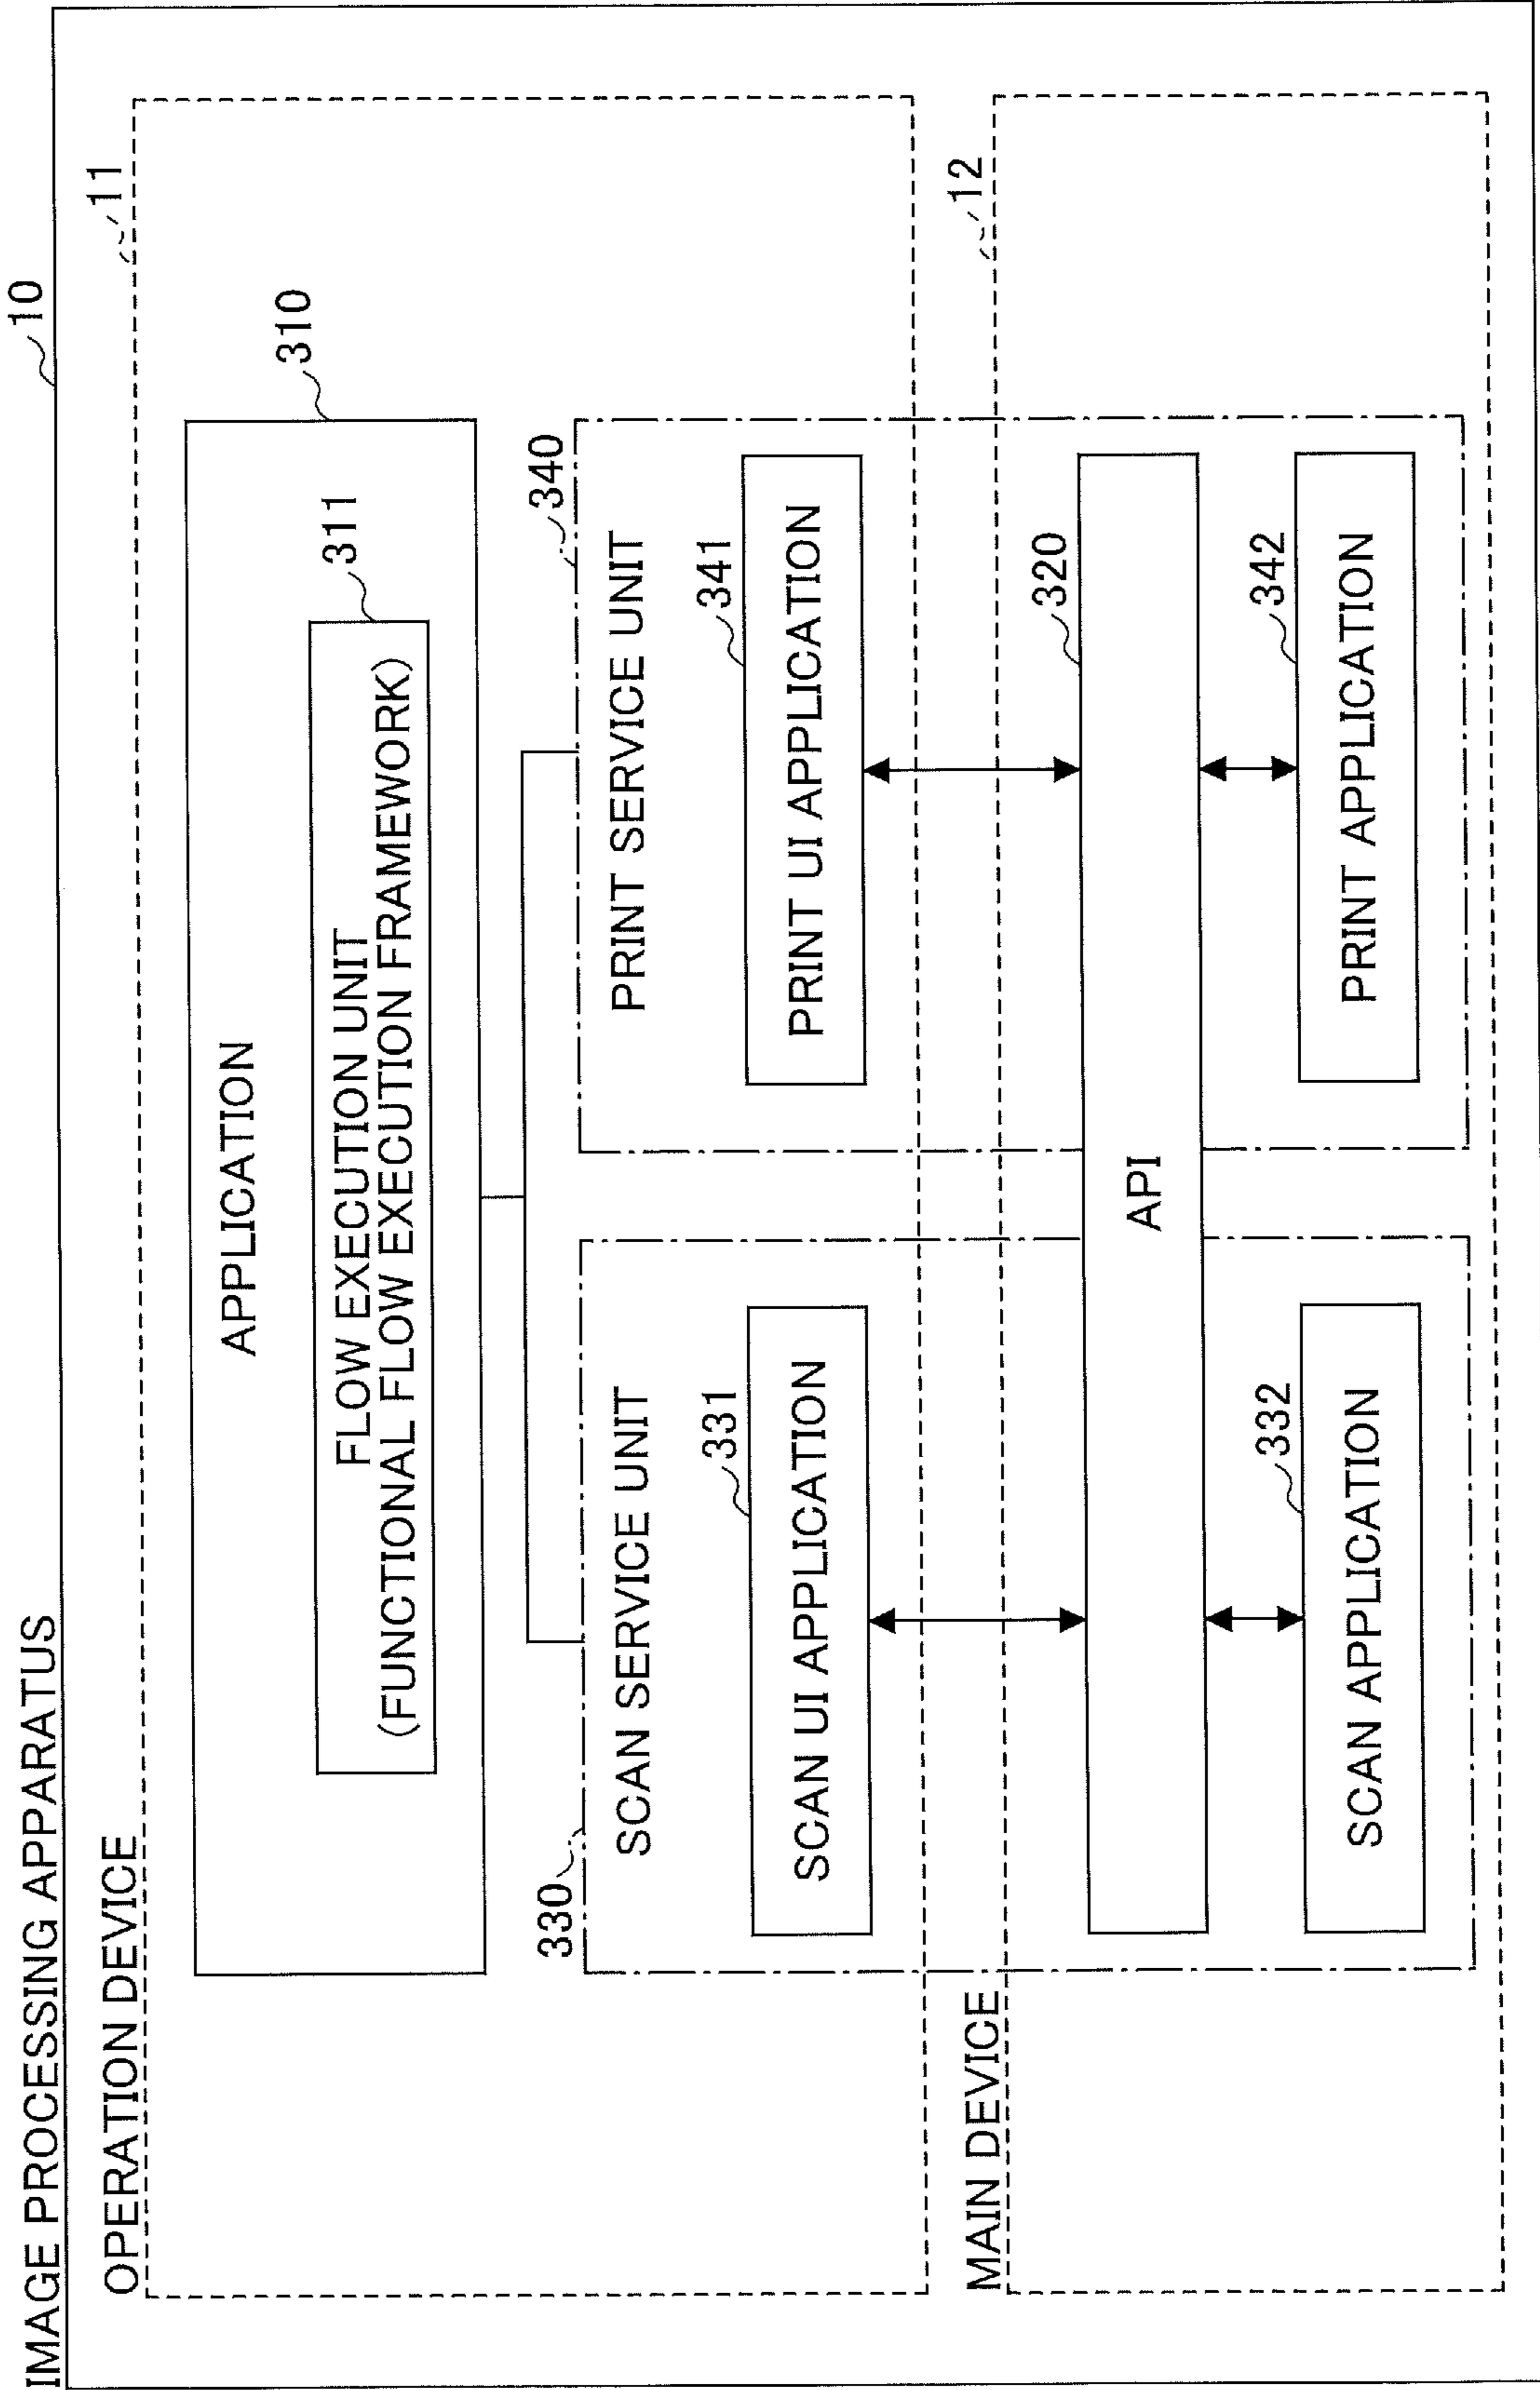 IMAGE PROCESSING APPARATUS
10
OPERATION DEVICE
11
APPLICATION
310
FLOW EXECUTION UNIT
(FUNCTIONAL FLOW EXECUTION FRAMEWORK)
311
330
SCAN SERVICE UNIT
340
PRINT SERVICE UNIT
331
SCAN UI APPLICATION
341
PRINT UI APPLICATION
MAIN DEVICE
12
API
320
332
SCAN APPLICATION
342
PRINT APPLICATION